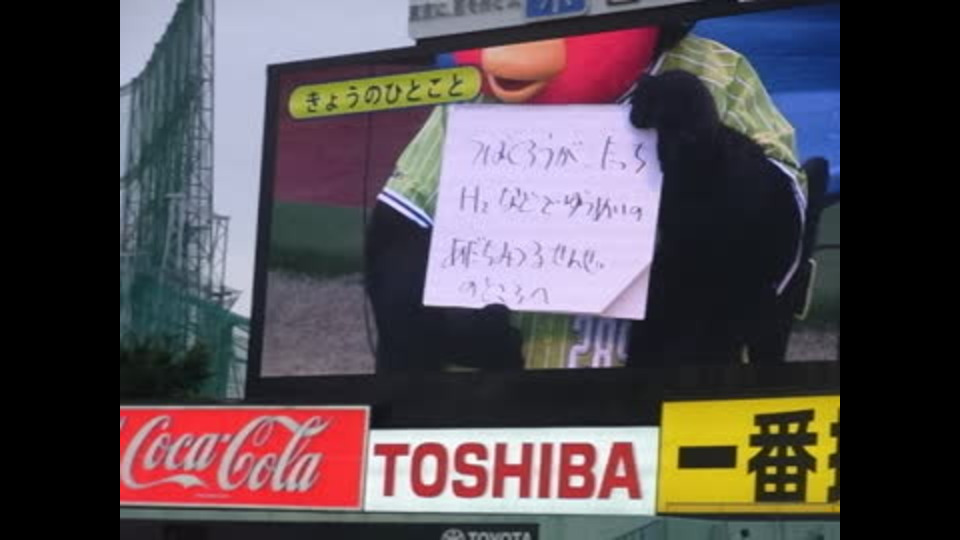 きょうのひとこと
つばくろうが たっち
H2 などでゆうめいの
あだちみつるせんせい
のところへ
Coca-Cola
TOSHIBA
一番
TOYOTA